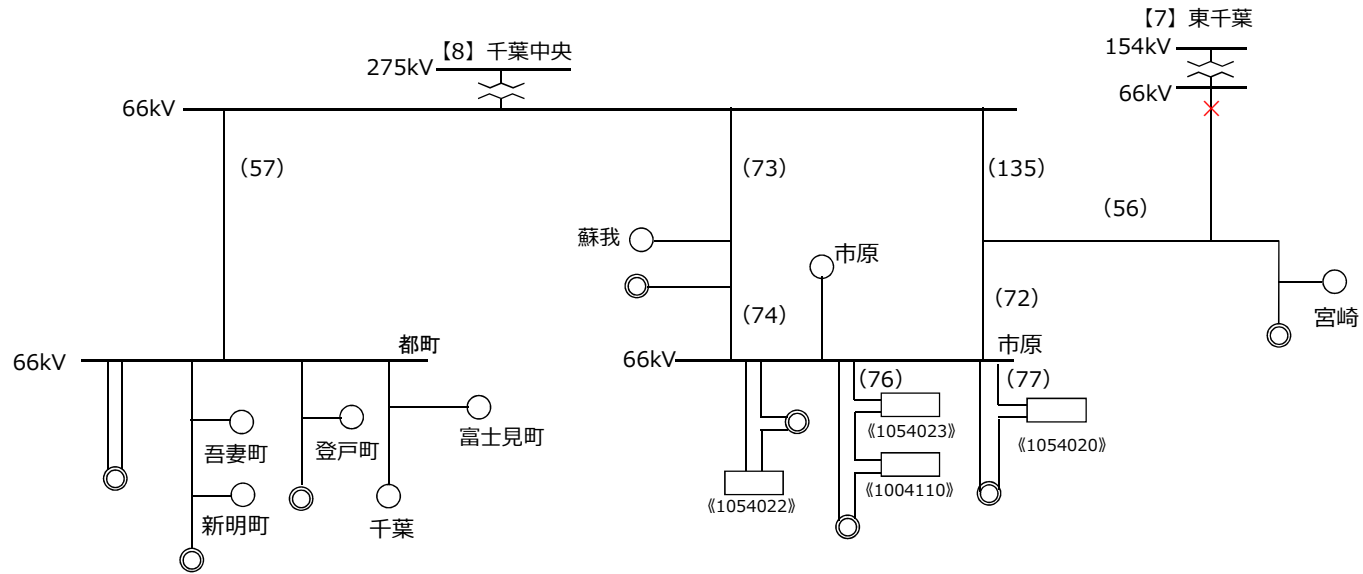 【7】東千葉
154kV
66kV
【8】千葉中央
275kV
66kV
(57)
(73)
(135)
(56)
蘇我
市原
(74)
(72)
宮崎
66kV
都町
66kV
市原
(76)
(77)
吾妻町
登戸町
富士見町
新明町
千葉
《1054022》
《1054023》
《1004110》
《1054020》